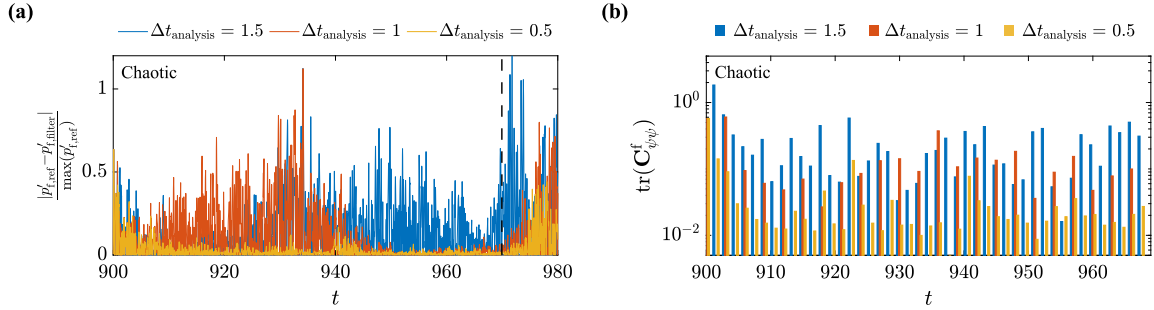 (a)
Δt_analysis = 1.5 Δt_analysis = 1 Δt_analysis = 0.5
Chaotic
|p′_f,ref − p′_f,filter|
max(p′_f,ref)
1
0.5
0
900 920 940 960 980
t
(b)
Δt_analysis = 1.5 Δt_analysis = 1 Δt_analysis = 0.5
Chaotic
tr(C^f_ψψ)
10^0
10^−2
900 910 920 930 940 950 960
t